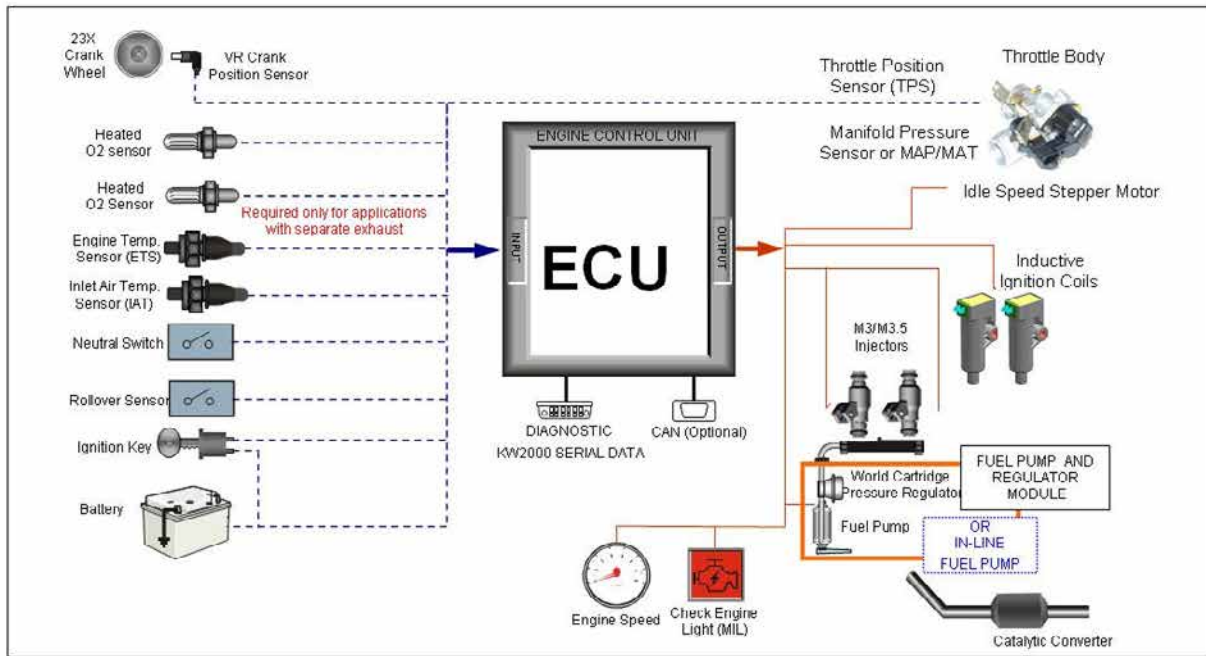 23X
Crank
Wheel
VR Crank
Position Sensor
Heated
O2 sensor
Heated
O2 Sensor
Required only for applications
with separate exhaust
Engine Temp.
Sensor (ETS)
Inlet Air Temp.
Sensor (IAT)
Neutral Switch
Rollover Sensor
Ignition Key
Battery
ENGINE CONTROL UNIT
INPUT
ECU
OUTPUT
DIAGNOSTIC
KW2000 SERIAL DATA
CAN (Optional)
Throttle Position
Sensor (TPS)
Throttle Body
Manifold Pressure
Sensor or MAP/MAT
Idle Speed Stepper Motor
Inductive
Ignition Coils
M3/M3.5
Injectors
World Cartridge
Pressure Regulator
Fuel Pump
FUEL PUMP AND
REGULATOR
MODULE
OR
IN-LINE
FUEL PUMP
Engine Speed
Check Engine
Light (MIL)
Catalytic Converter